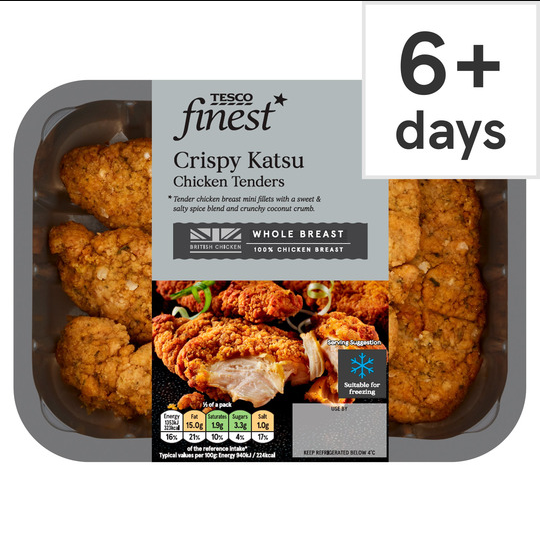 6+
days
TESCO
finest*
Crispy Katsu
Chicken Tenders
* Tender chicken breast mini fillets with a sweet &
salty spice blend and crunchy coconut crumb.
BRITISH CHICKEN
WHOLE BREAST
100% CHICKEN BREAST
Serving Suggestion
Suitable for
freezing
USE BY
KEEP REFRIGERATED BELOW 4°C
of a pack
Energy Fat Saturates Sugars Salt
15.0g 1.9g 3.3g 1.0g
16% 21% 10% 4% 17%
of the reference intake*
Typical values per 100g: Energy 940kJ / 224kcal